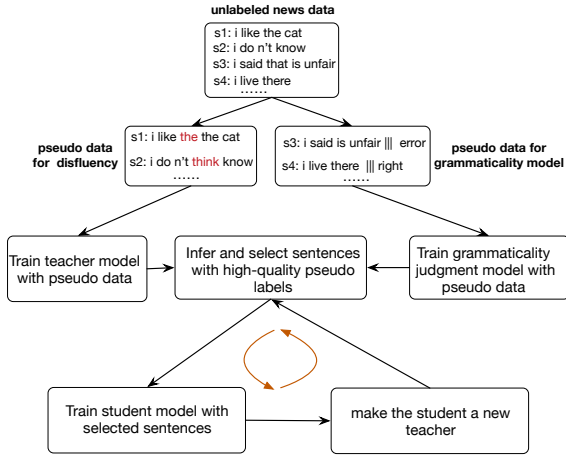 unlabeled news data
s1: i like the cat
s2: i do n't know
s3: i said that is unfair
s4: i live there
......
pseudo data
for disfluency
s1: i like the the cat
s2: i do n't think know
......
s3: i said is unfair ||| error
s4: i live there ||| right
......
pseudo data for
grammaticality model
Train teacher model
with pseudo data
Infer and select sentences
with high-quality pseudo
labels
Train grammaticality
judgment model with
pseudo data
Train student model with
selected sentences
make the student a new
teacher